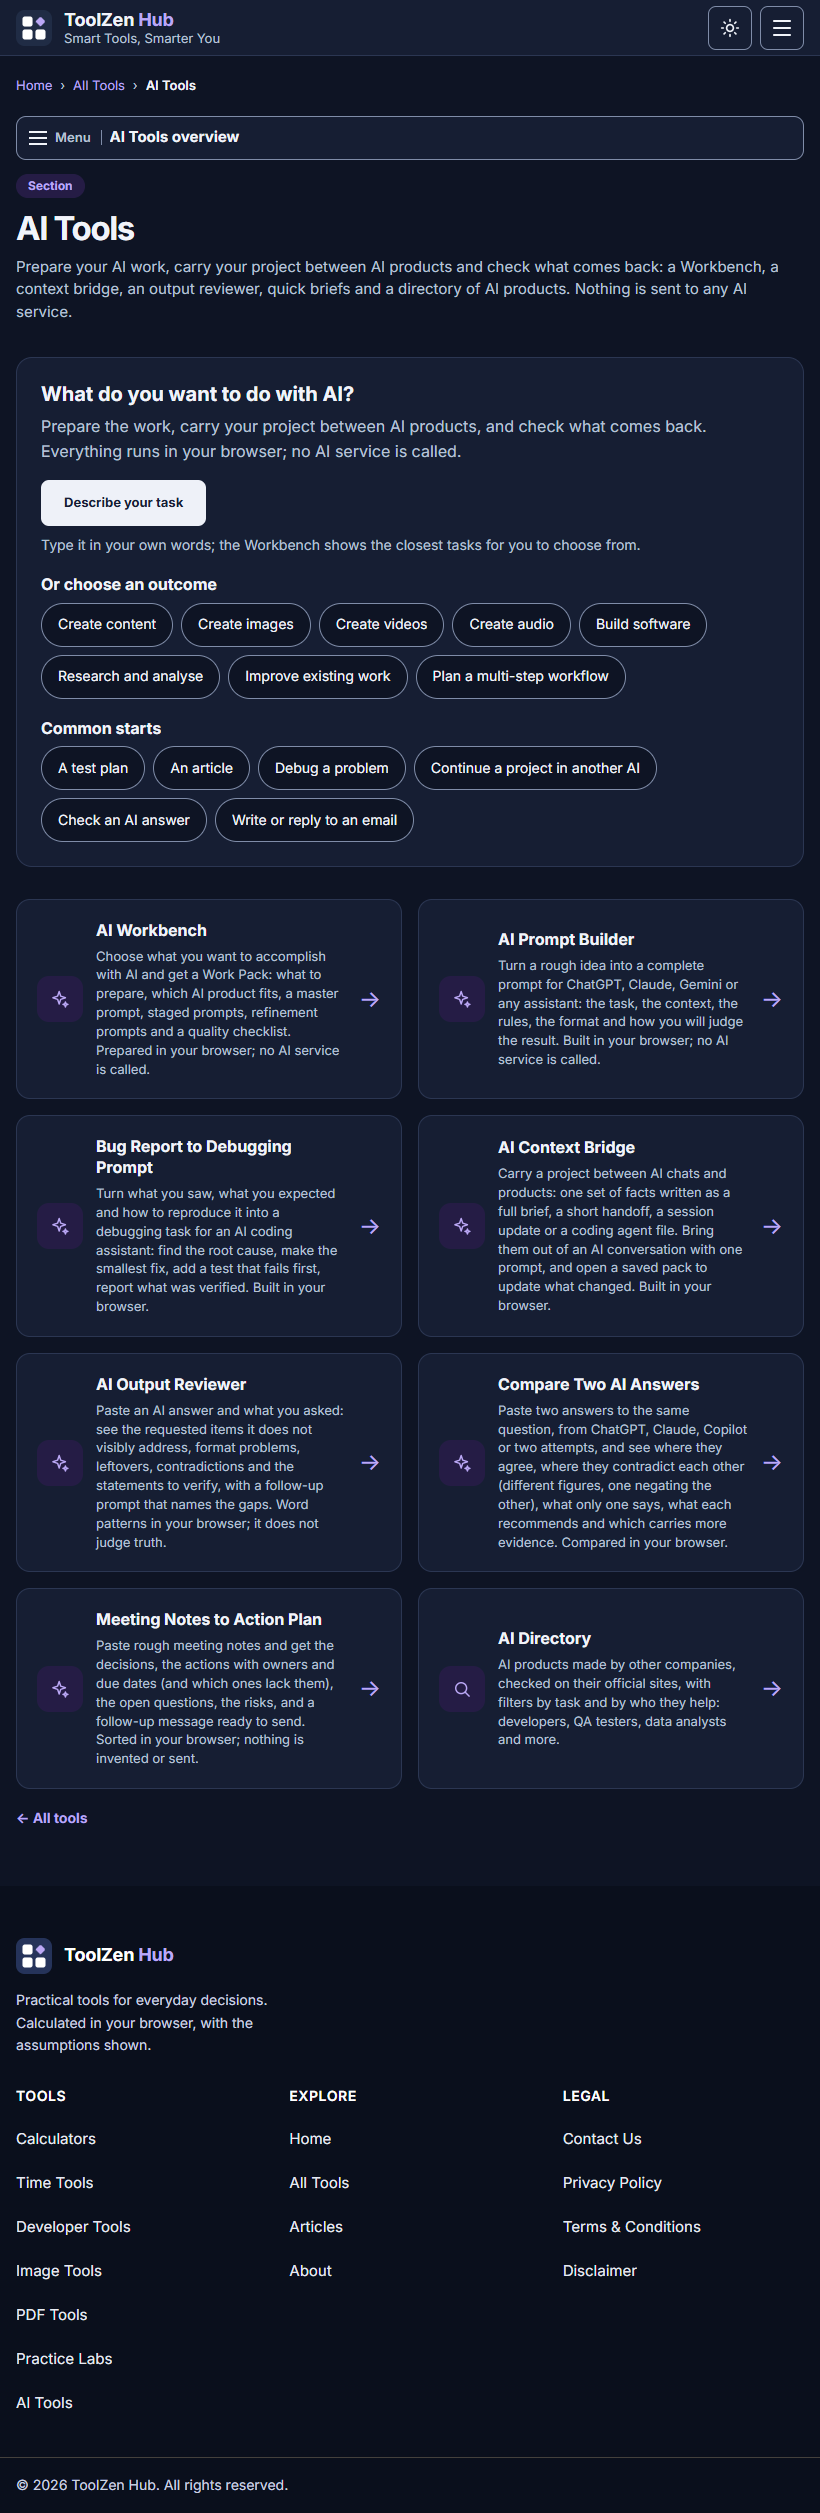 ToolZen Hub
Smart Tools, Smarter You
Home › All Tools › AI Tools
Menu | AI Tools overview
Section
AI Tools
Prepare your AI work, carry your project between AI products and check what comes back: a Workbench, a
context bridge, an output reviewer, quick briefs and a directory of AI products. Nothing is sent to any AI
service.
What do you want to do with AI?
Prepare the work, carry your project between AI products, and check what comes back.
Everything runs in your browser; no AI service is called.
Describe your task
Type it in your own words; the Workbench shows the closest tasks for you to choose from.
Or choose an outcome
Create content
Create images
Create videos
Create audio
Build software
Research and analyse
Improve existing work
Plan a multi-step workflow
Common starts
A test plan
An article
Debug a problem
Continue a project in another AI
Check an AI answer
Write or reply to an email
AI Workbench
Choose what you want to accomplish
with AI and get a Work Pack: what to
prepare, which AI product fits, a master
prompt, staged prompts, refinement
prompts and a quality checklist.
Prepared in your browser; no AI service
is called.
→
AI Prompt Builder
Turn a rough idea into a complete
prompt for ChatGPT, Claude, Gemini or
any assistant: the task, the context, the
rules, the format and how you will judge
the result. Built in your browser; no AI
service is called.
→
Bug Report to Debugging
Prompt
Turn what you saw, what you expected
and how to reproduce it into a
debugging task for an AI coding
assistant: find the root cause, make the
smallest fix, add a test that fails first,
report what was verified. Built in your
browser.
→
AI Context Bridge
Carry a project between AI chats and
products: one set of facts written as a
full brief, a short handoff, a session
update or a coding agent file. Bring
them out of an AI conversation with one
prompt, and open a saved pack to
update what changed. Built in your
browser.
→
AI Output Reviewer
Paste an AI answer and what you asked:
see the requested items it does not
visibly address, format problems,
leftovers, contradictions and the
statements to verify, with a follow-up
prompt that names the gaps. Word
patterns in your browser; it does not
judge truth.
→
Compare Two AI Answers
Paste two answers to the same
question, from ChatGPT, Claude, Copilot
or two attempts, and see where they
agree, where they contradict each other
(different figures, one negating the
other), what only one says, what each
recommends and which carries more
evidence. Compared in your browser.
→
Meeting Notes to Action Plan
Paste rough meeting notes and get the
decisions, the actions with owners and
due dates (and which ones lack them),
the open questions, the risks, and a
follow-up message ready to send.
Sorted in your browser; nothing is
invented or sent.
→
AI Directory
AI products made by other companies,
checked on their official sites, with
filters by task and by who they help:
developers, QA testers, data analysts
and more.
→
← All tools
ToolZen Hub
Practical tools for everyday decisions.
Calculated in your browser, with the
assumptions shown.
TOOLS
Calculators
Time Tools
Developer Tools
Image Tools
PDF Tools
Practice Labs
AI Tools
EXPLORE
Home
All Tools
Articles
About
LEGAL
Contact Us
Privacy Policy
Terms & Conditions
Disclaimer
© 2026 ToolZen Hub. All rights reserved.